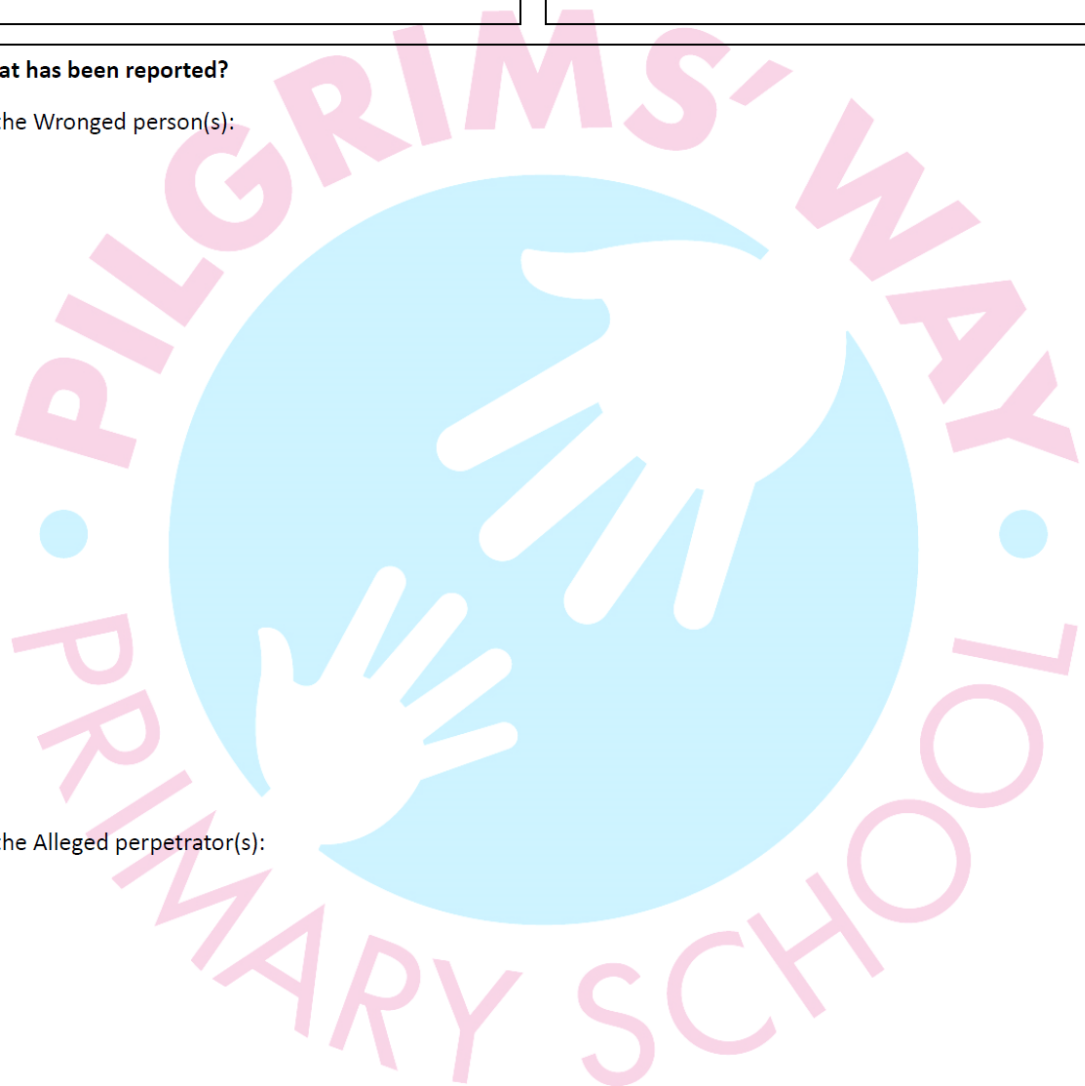 at has been reported?
the Wronged person(s):
the Alleged perpetrator(s):
PILGRIMS' WAY
PRIMARY SCHOOL